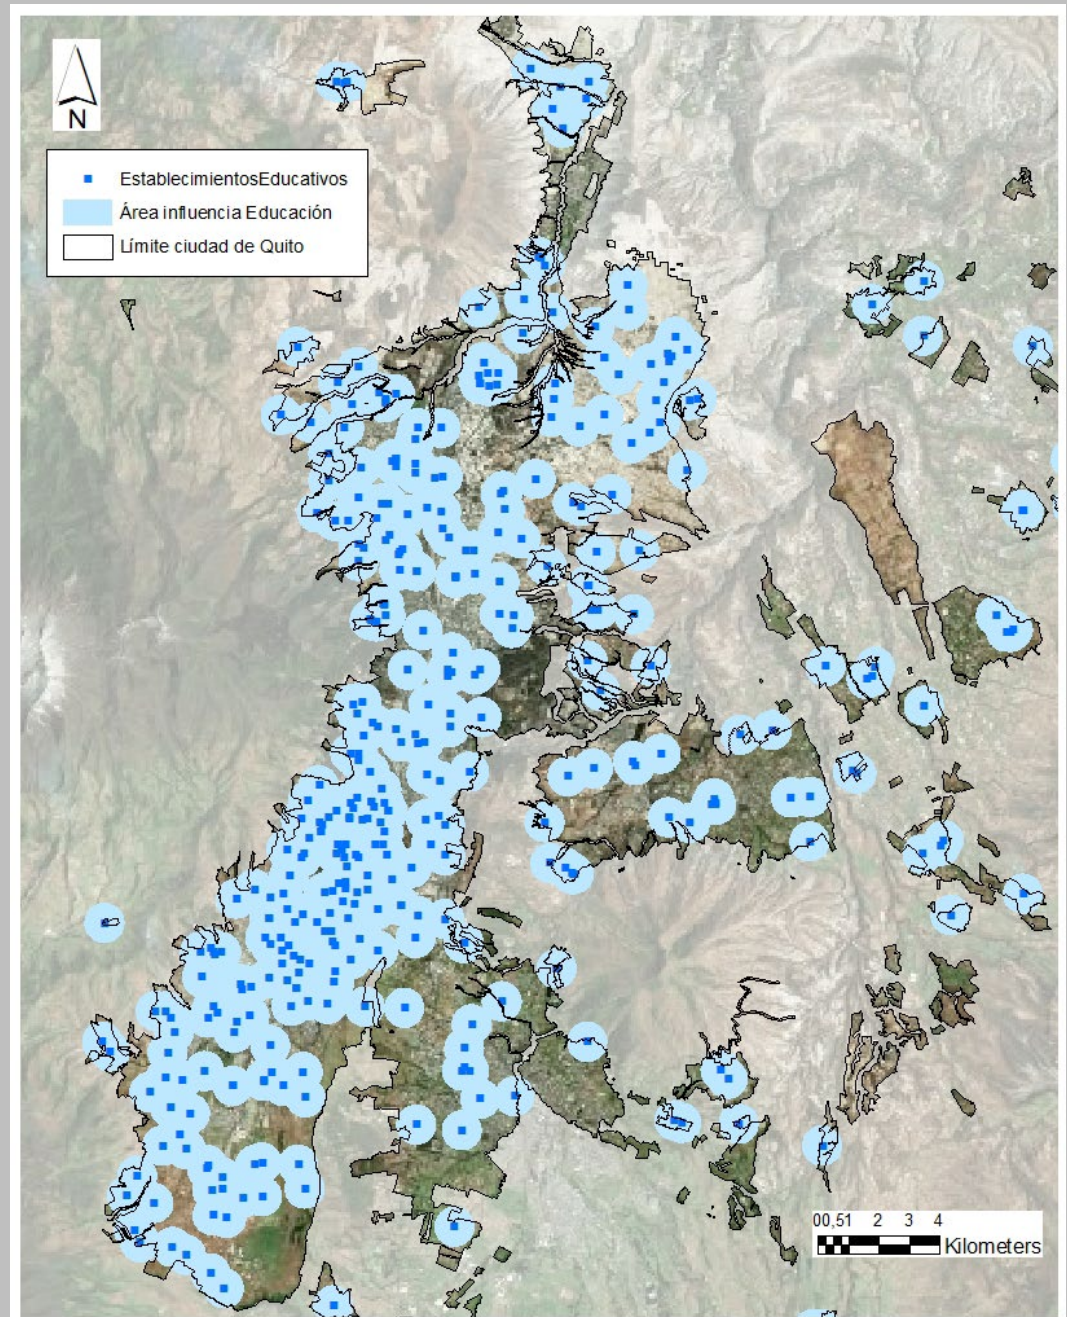 N
EstablecimientosEducativos
Área influencia Educación
Límite ciudad de Quito
00,51 2 3 4
Kilometers